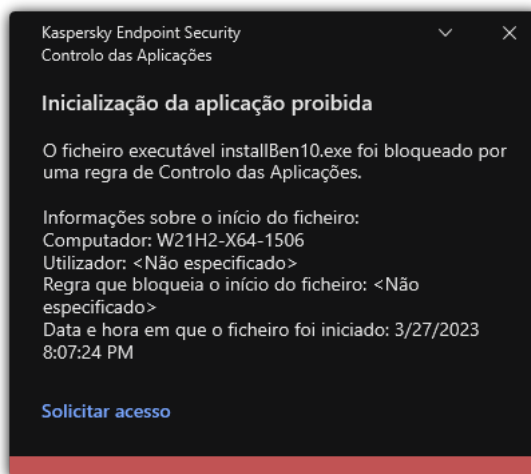 Kaspersky Endpoint Security
Controlo das Aplicações
Inicialização da aplicação proibida
O ficheiro executável installBen10.exe foi bloqueado por
uma regra de Controlo das Aplicações.
Informações sobre o início do ficheiro:
Computador: W21H2-X64-1506
Utilizador: <Não especificado>
Regra que bloqueia o início do ficheiro: <Não
especificado>
Data e hora em que o ficheiro foi iniciado: 3/27/2023
8:07:24 PM
Solicitar acesso